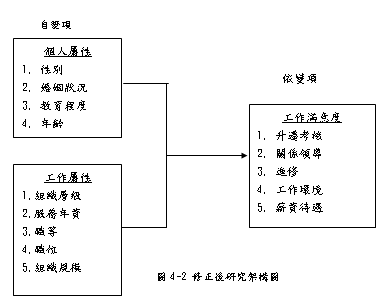 自變項
個人屬性
1. 性別
2. 婚姻狀況
3. 教育程度
4. 年齡
工作屬性
1.組織層級
2.服務年資
3.職等
4.職位
5.組織規模
依變項
工作滿意度
1. 升遷考核
2. 關係領導
3. 進修
4. 工作環境
5. 薪資待遇
圖 4-2 修正後研究架構圖